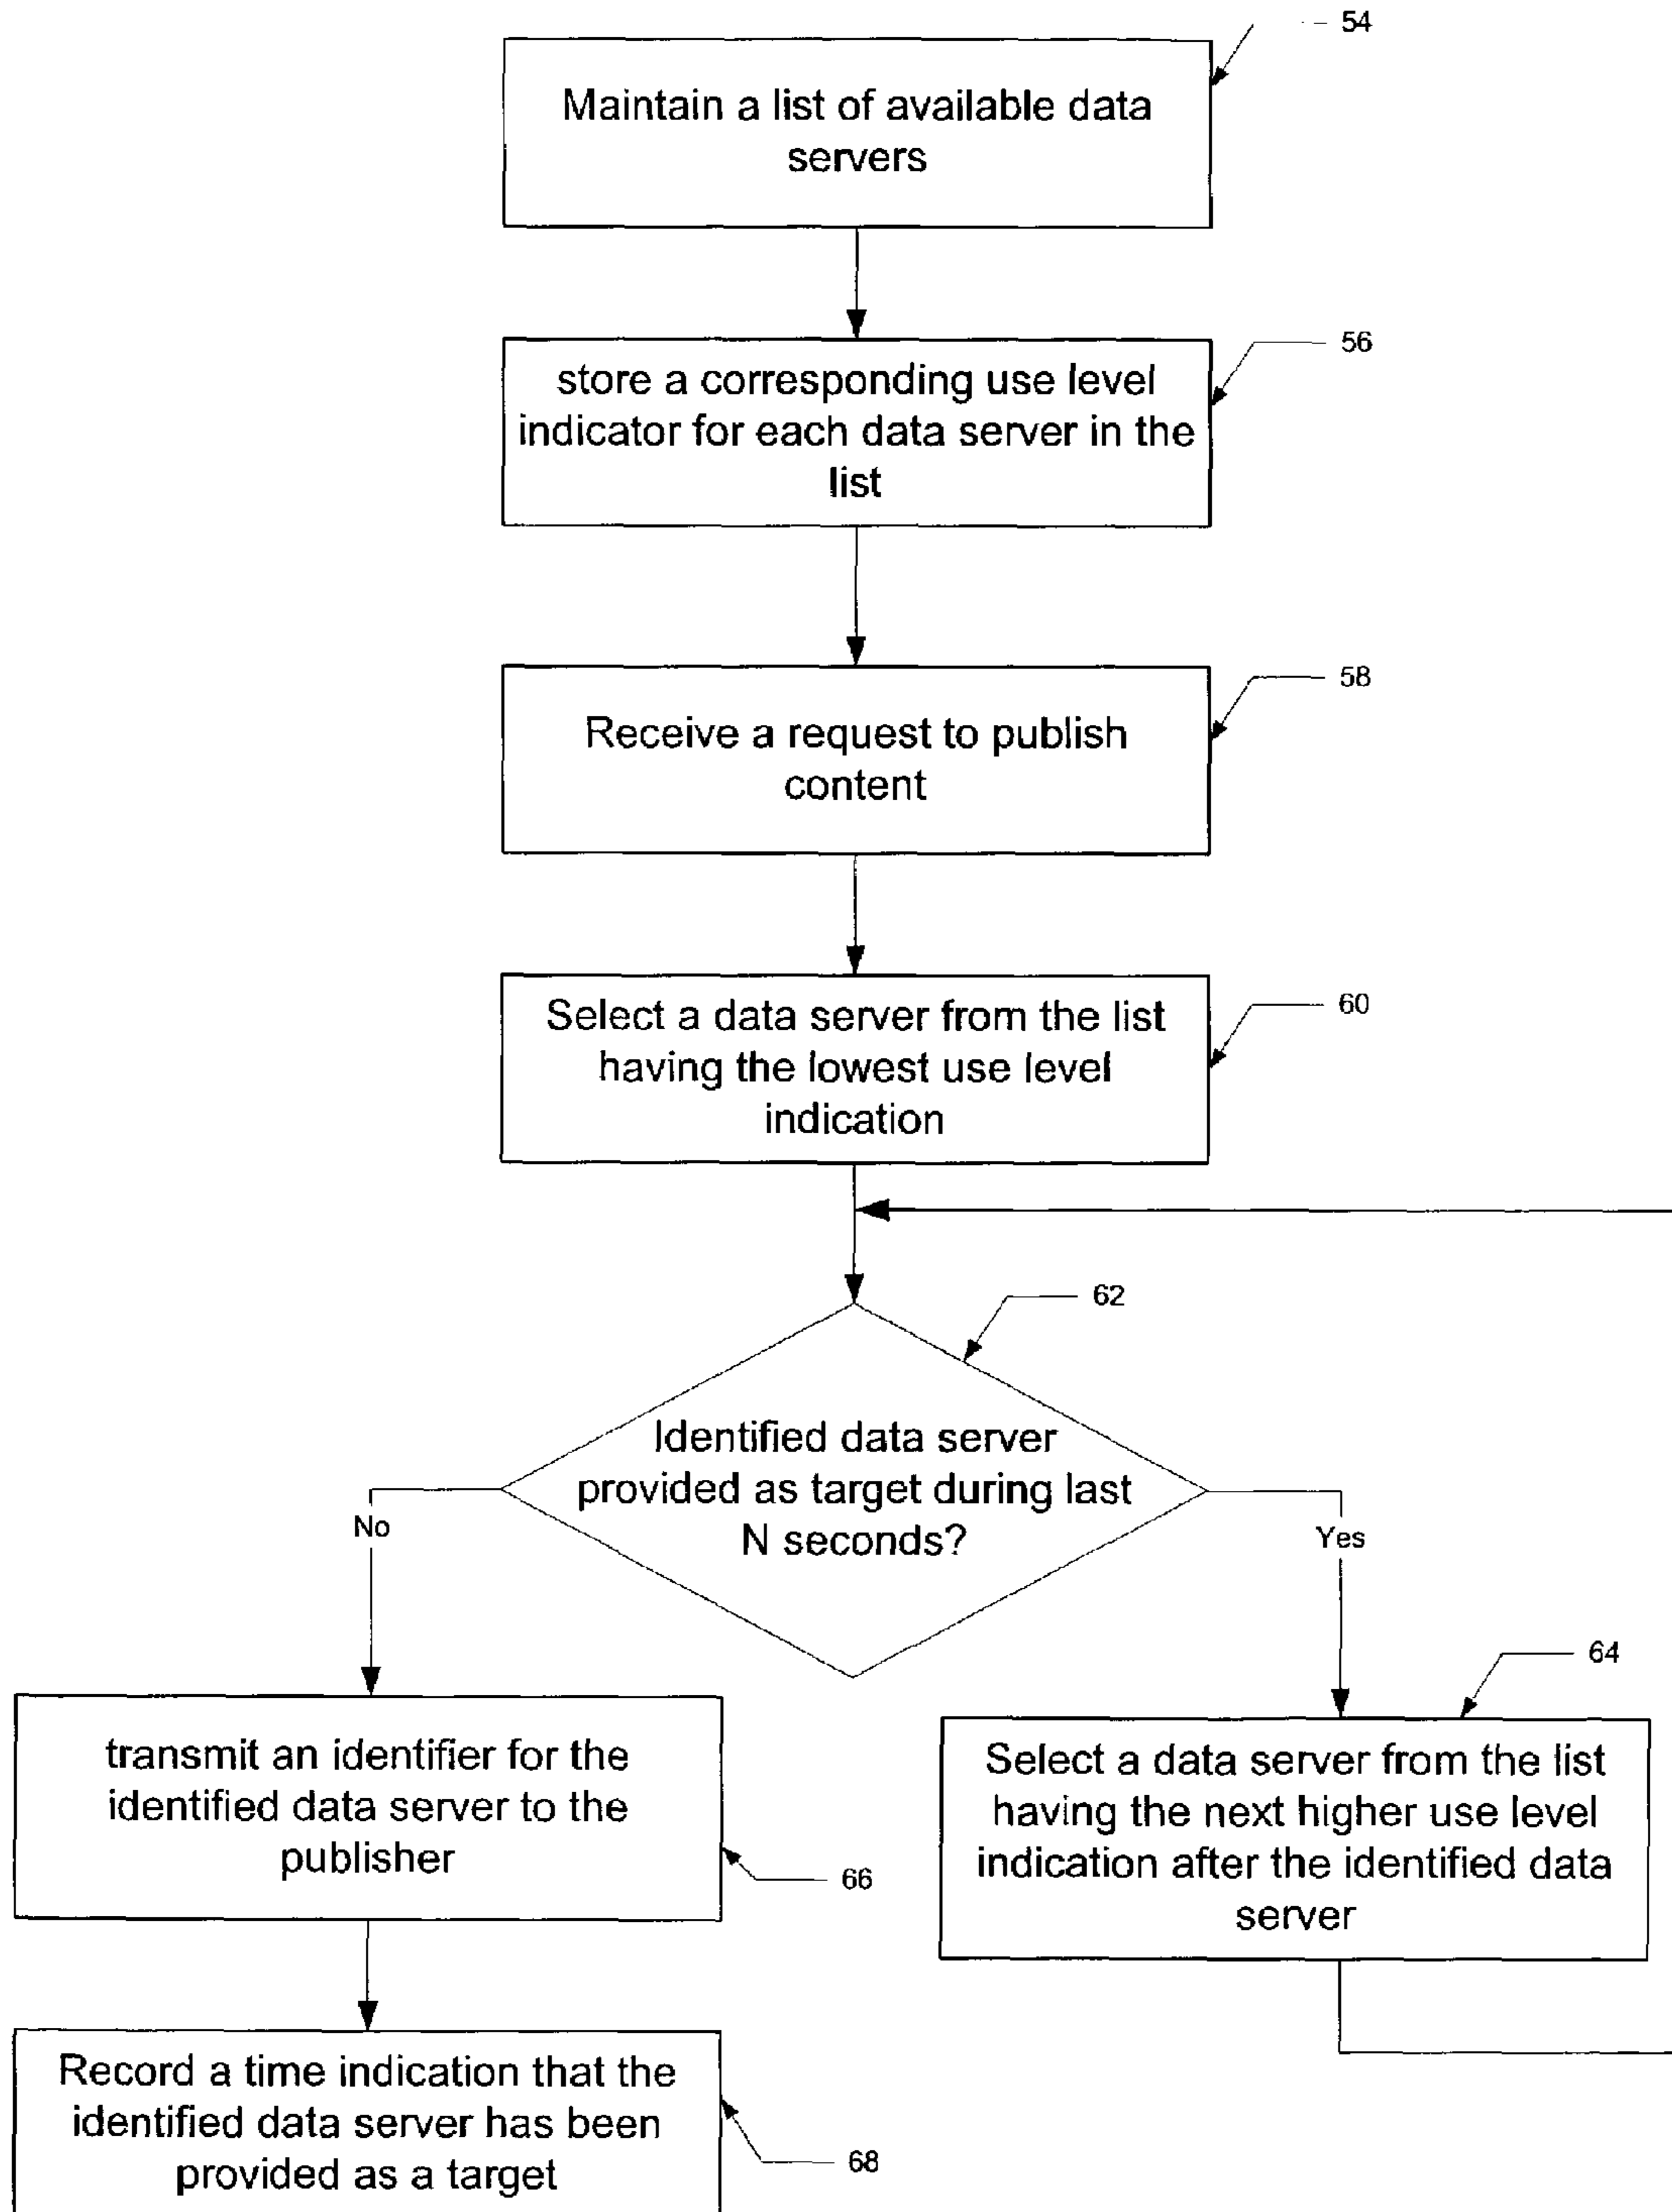 54
Maintain a list of available data
servers
56
store a corresponding use level
indicator for each data server in the
list
58
Receive a request to publish
content
60
Select a data server from the list
having the lowest use level
indication
62
Identified data server
provided as target during last
N seconds?
No
Yes
64
transmit an identifier for the
identified data server to the
publisher
66
Select a data server from the list
having the next higher use level
indication after the identified data
server
Record a time indication that the
identified data server has been
provided as a target
68